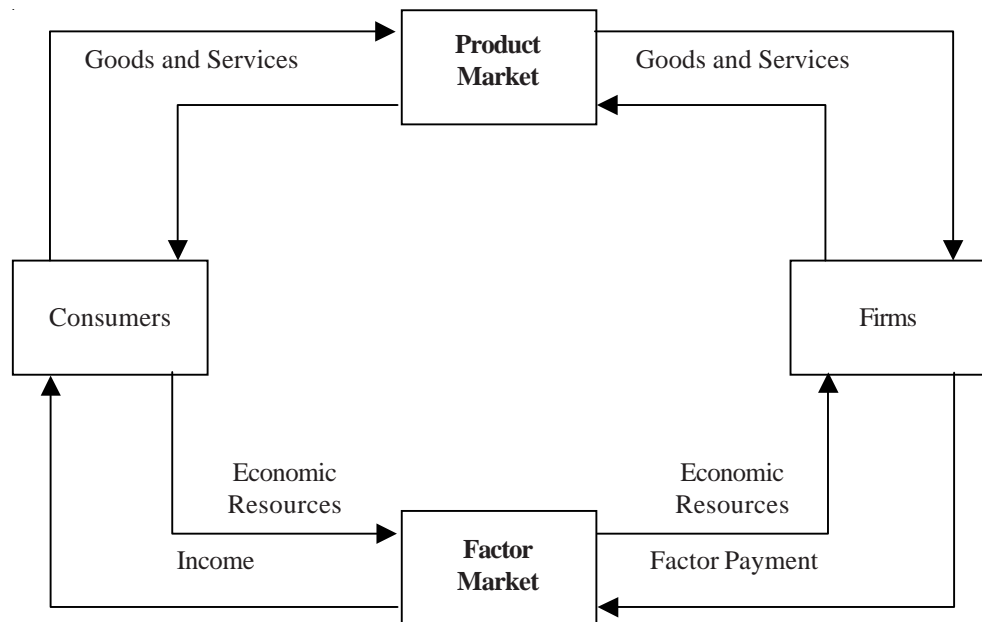 Product
Market
Goods and Services
Goods and Services
Consumers
Firms
Economic
Resources
Economic
Resources
Income
Factor
Market
Factor Payment